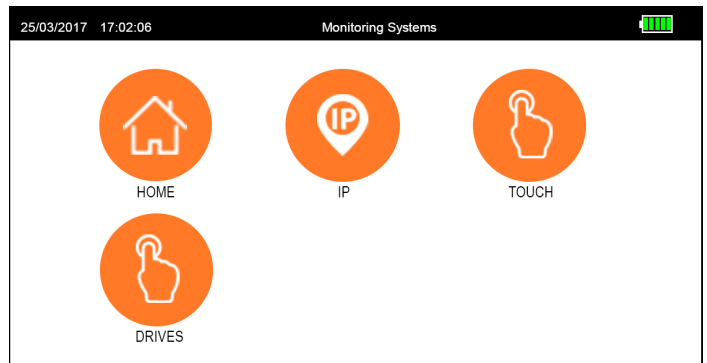 25/03/2017 17:02:06 Monitoring Systems
IP
HOME IP TOUCH
DRIVES